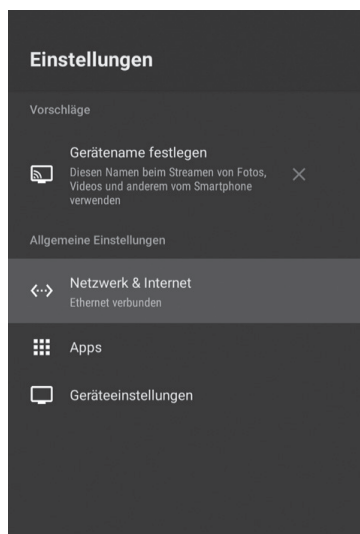 Einstellungen
Vorschläge
Gerätename festlegen
Diesen Namen beim Streamen von Fotos,
Videos und anderem vom Smartphone
verwenden
Allgemeine Einstellungen
Netzwerk & Internet
Ethernet verbunden
Apps
Geräteeinstellungen